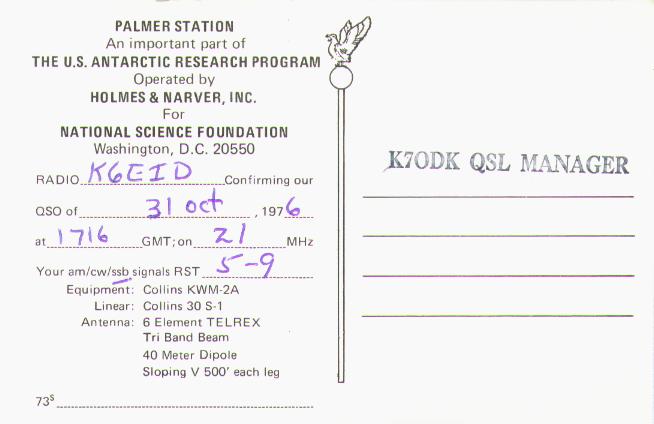 PALMER STATION
An important part of
THE U.S. ANTARCTIC RESEARCH PROGRAM
Operated by
HOLMES & NARVER, INC.
For
NATIONAL SCIENCE FOUNDATION
Washington, D.C. 20550
RADIO K6EID Confirming our
QSO of 31 oct, 1976
at 1716 GMT; on 21 MHz
Your am/cw/ssb signals RST 5-9
Equipment: Collins KWM-2A
Linear: Collins 30 S-1
Antenna: 6 Element TELREX
Tri Band Beam
40 Meter Dipole
Sloping V 500' each leg
73s
K7ODK QSL MANAGER